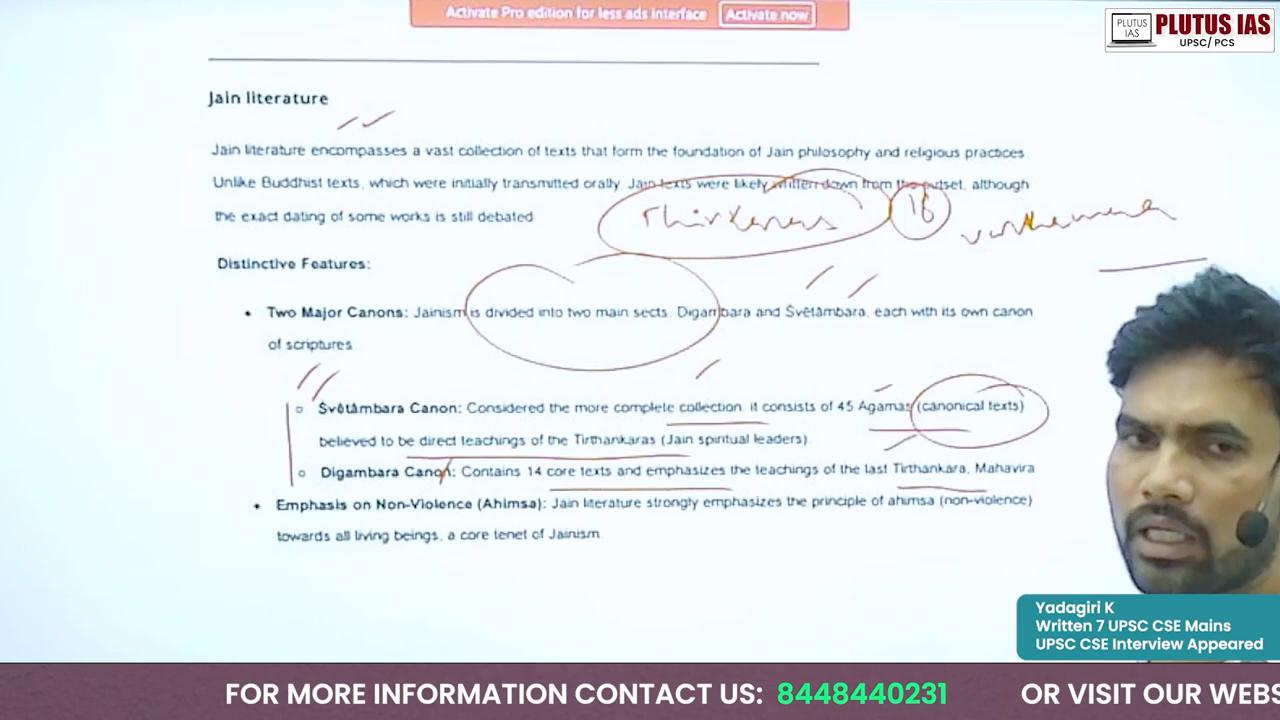 Activate Pro edition for less ads interface Activate now
PLUTUS IAS
PLUTUS IAS
UPSC/ PCS
Jain literature
Jain literature encompasses a vast collection of texts that form the foundation of Jain philosophy and religious practices.
Unlike Buddhist texts, which were initially transmitted orally, Jain texts were likely written down from the outset, although
the exact dating of some works is still debated
16
Distinctive Features:
• Two Major Canons: Jainism is divided into two main sects, Digambara and Śvētāmbara, each with its own canon
of scriptures.
○ Śvētāmbara Canon: Considered the more complete collection, it consists of 45 Agamas (canonical texts)
believed to be direct teachings of the Tirthankaras (Jain spiritual leaders).
○ Digambara Canon: Contains 14 core texts and emphasizes the teachings of the last Tirthankara, Mahavira
• Emphasis on Non-Violence (Ahimsa): Jain literature strongly emphasizes the principle of ahimsa (non-violence)
towards all living beings, a core tenet of Jainism.
Yadagiri K
Written 7 UPSC CSE Mains
UPSC CSE Interview Appeared
FOR MORE INFORMATION CONTACT US: 8448440231 OR VISIT OUR WEBS